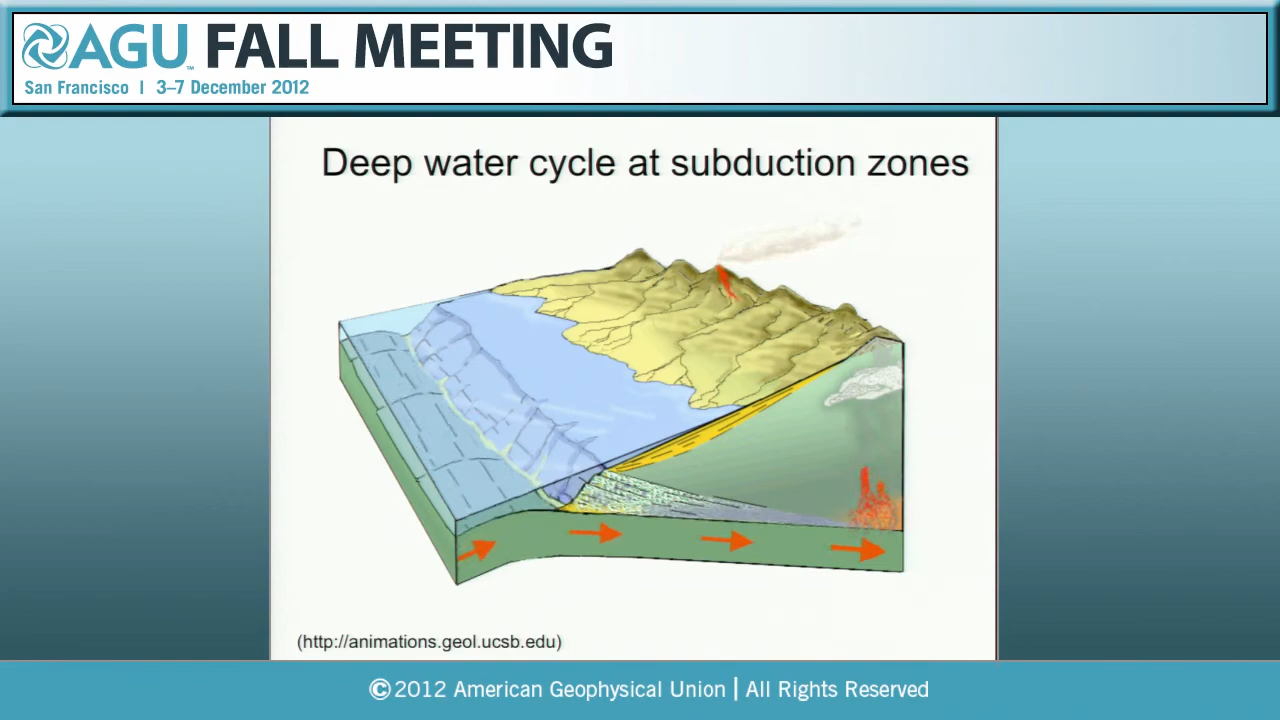 AGU™ FALL MEETING
San Francisco | 3–7 December 2012
Deep water cycle at subduction zones
(http://animations.geol.ucsb.edu)
©2012 American Geophysical Union | All Rights Reserved